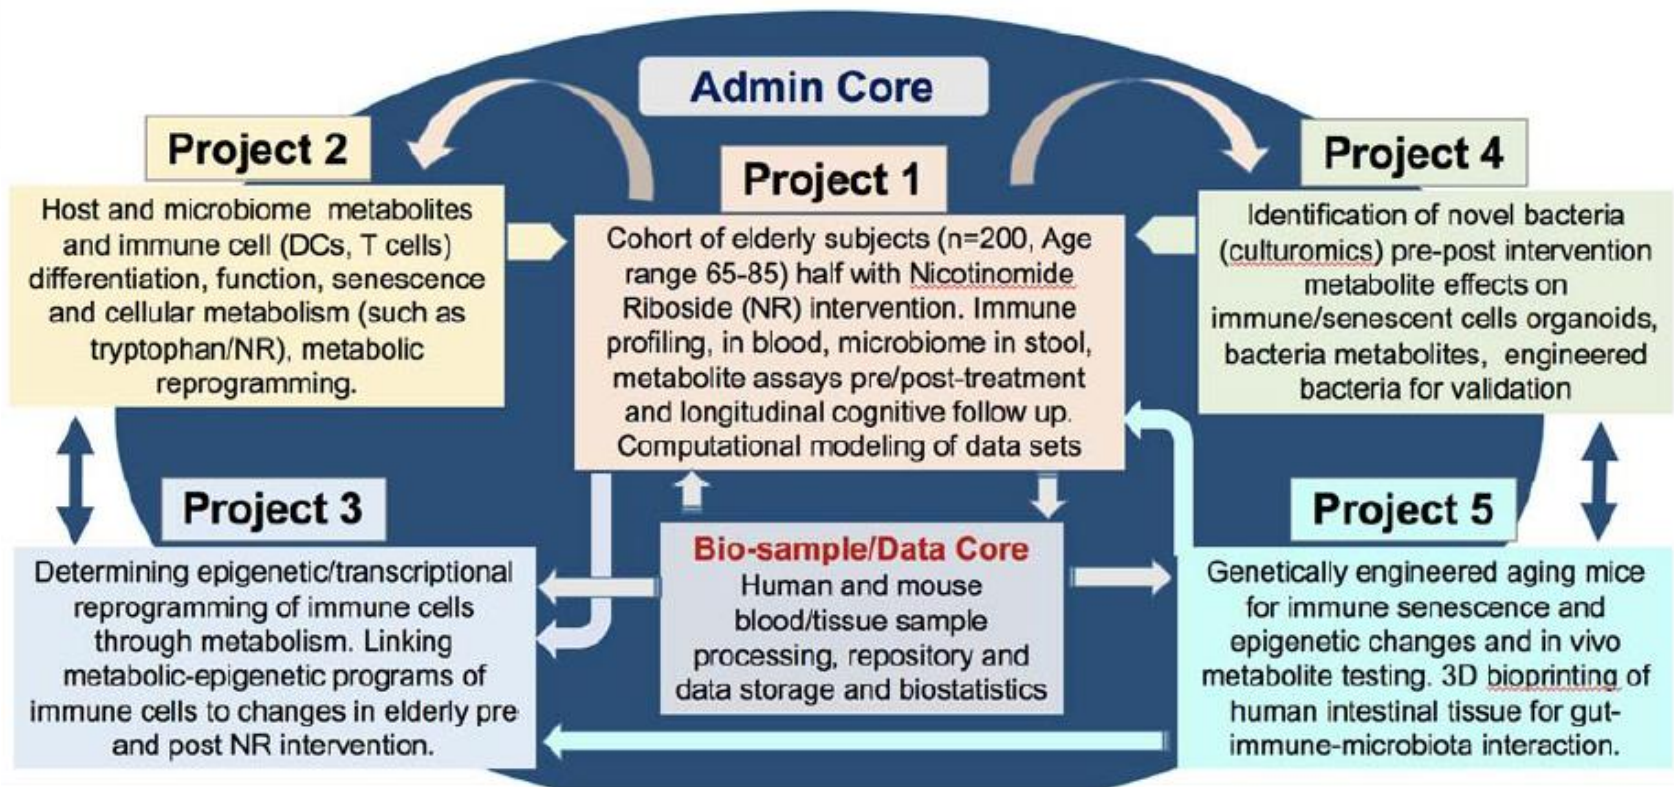 Admin Core
Project 2
Host and microbiome metabolites
and immune cell (DCs, T cells)
differentiation, function, senescence
and cellular metabolism (such as
tryptophan/NR), metabolic
reprogramming.
Project 1
Cohort of elderly subjects (n=200, Age
range 65-85) half with Nicotinomide
Riboside (NR) intervention. Immune
profiling, in blood, microbiome in stool,
metabolite assays pre/post-treatment
and longitudinal cognitive follow up.
Computational modeling of data sets
Project 4
Identification of novel bacteria
(culturomics) pre-post intervention
metabolite effects on
immune/senescent cells organoids,
bacteria metabolites, engineered
bacteria for validation
Project 3
Determining epigenetic/transcriptional
reprogramming of immune cells
through metabolism. Linking
metabolic-epigenetic programs of
immune cells to changes in elderly pre
and post NR intervention.
Bio-sample/Data Core
Human and mouse
blood/tissue sample
processing, repository and
data storage and biostatistics
Project 5
Genetically engineered aging mice
for immune senescence and
epigenetic changes and in vivo
metabolite testing. 3D bioprinting of
human intestinal tissue for gut-
immune-microbiota interaction.